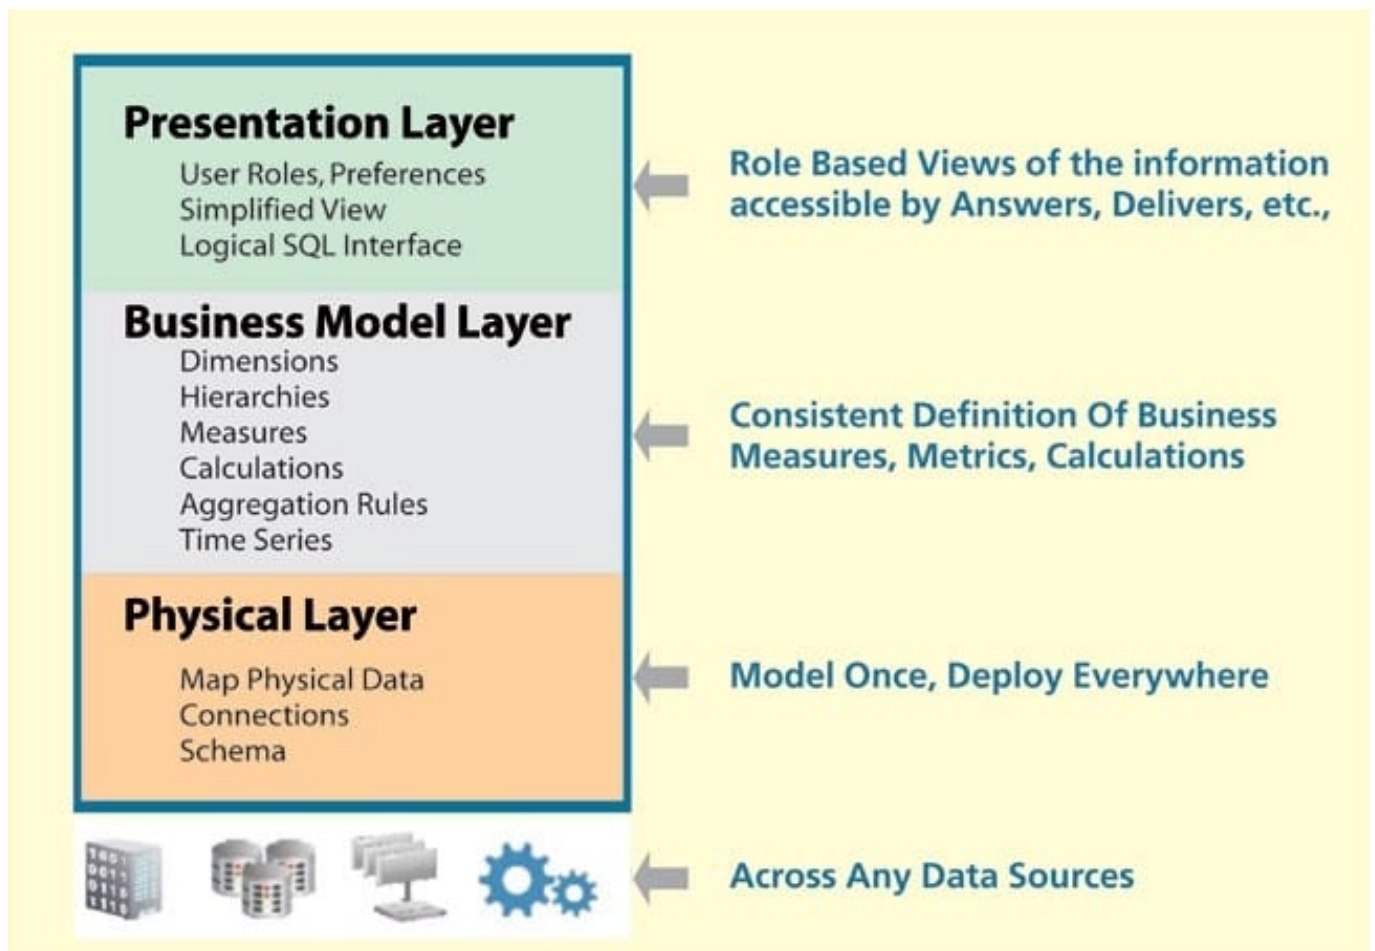 Presentation Layer
User Roles, Preferences
Simplified View
Logical SQL Interface
Role Based Views of the information
accessible by Answers, Delivers, etc.,
Business Model Layer
Dimensions
Hierarchies
Measures
Calculations
Aggregation Rules
Time Series
Consistent Definition Of Business
Measures, Metrics, Calculations
Physical Layer
Map Physical Data
Connections
Schema
Model Once, Deploy Everywhere
Across Any Data Sources